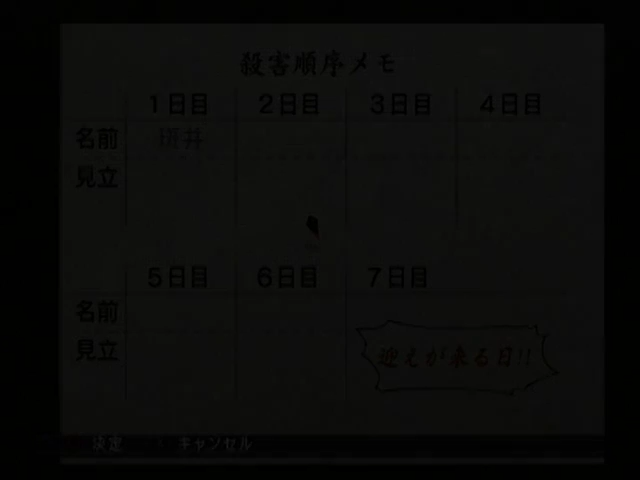 殺害順序メモ
1日目 2日目 3日目 4日目
名前 斑井
見立
5日目 6日目 7日目
名前
見立
迎えが来る日!!
決定 キャンセル